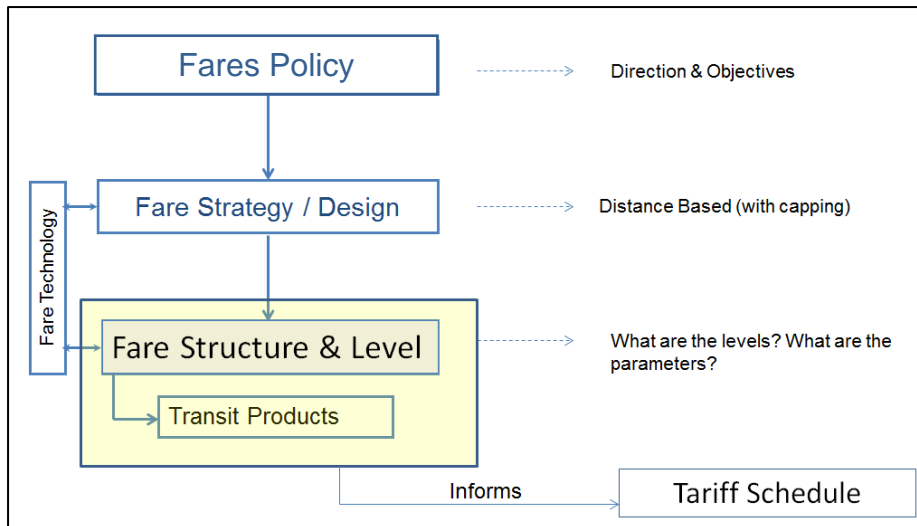 Fares Policy
Direction & Objectives
Fare Technology
Fare Strategy / Design
Distance Based (with capping)
Fare Structure & Level
What are the levels? What are the
parameters?
Transit Products
Informs
Tariff Schedule